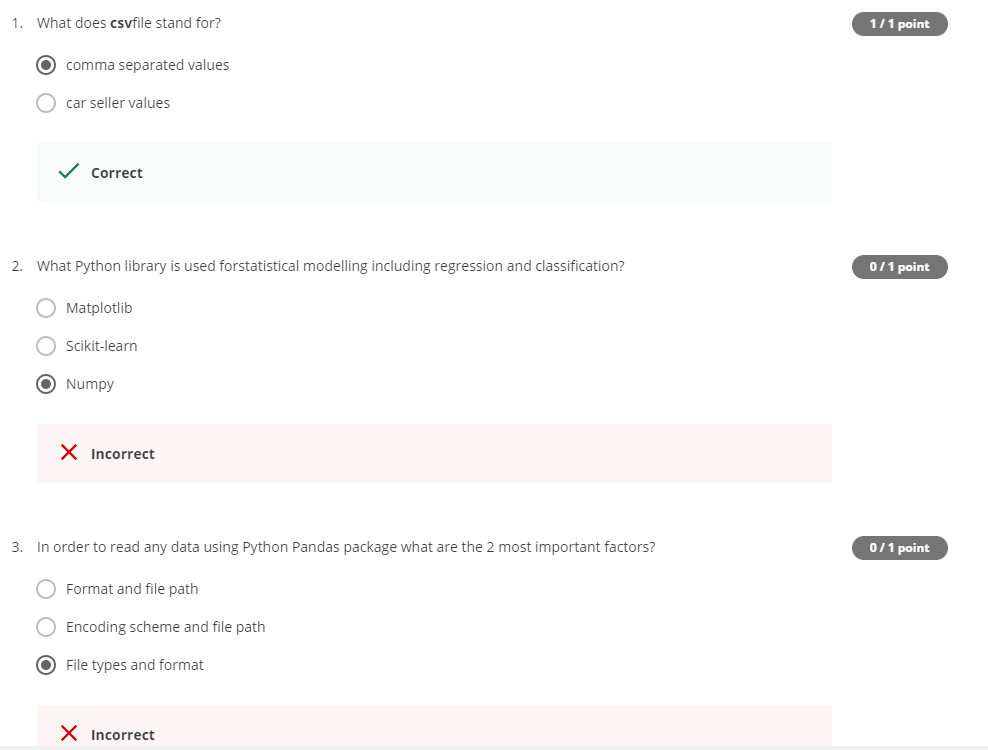 1. What does csvfile stand for? 1 / 1 point
comma separated values
car seller values
Correct
2. What Python library is used forstatistical modelling including regression and classification? 0 / 1 point
Matplotlib
Scikit-learn
Numpy
Incorrect
3. In order to read any data using Python Pandas package what are the 2 most important factors? 0 / 1 point
Format and file path
Encoding scheme and file path
File types and format
Incorrect